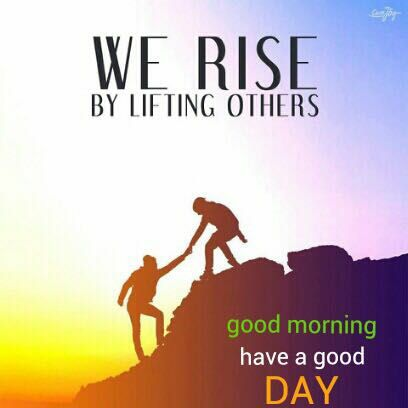 WE RISE
BY LIFTING OTHERS
good morning
have a good
DAY